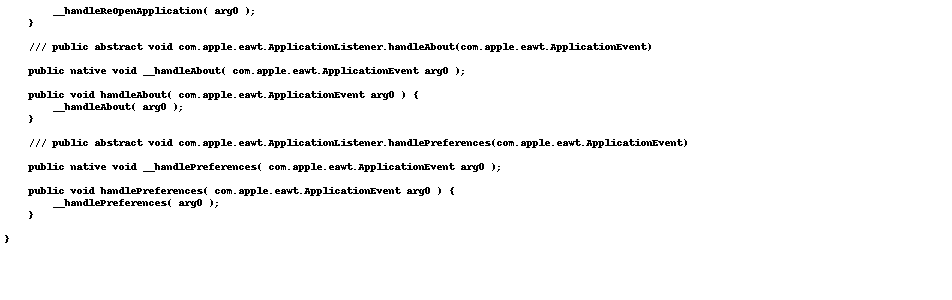 __handleReOpenApplication( arg0 );
}
/// public abstract void com.apple.eawt.ApplicationListener.handleAbout(com.apple.eawt.ApplicationEvent)
public native void __handleAbout( com.apple.eawt.ApplicationEvent arg0 );
public void handleAbout( com.apple.eawt.ApplicationEvent arg0 ) {
__handleAbout( arg0 );
}
/// public abstract void com.apple.eawt.ApplicationListener.handlePreferences(com.apple.eawt.ApplicationEvent)
public native void __handlePreferences( com.apple.eawt.ApplicationEvent arg0 );
public void handlePreferences( com.apple.eawt.ApplicationEvent arg0 ) {
__handlePreferences( arg0 );
}
}